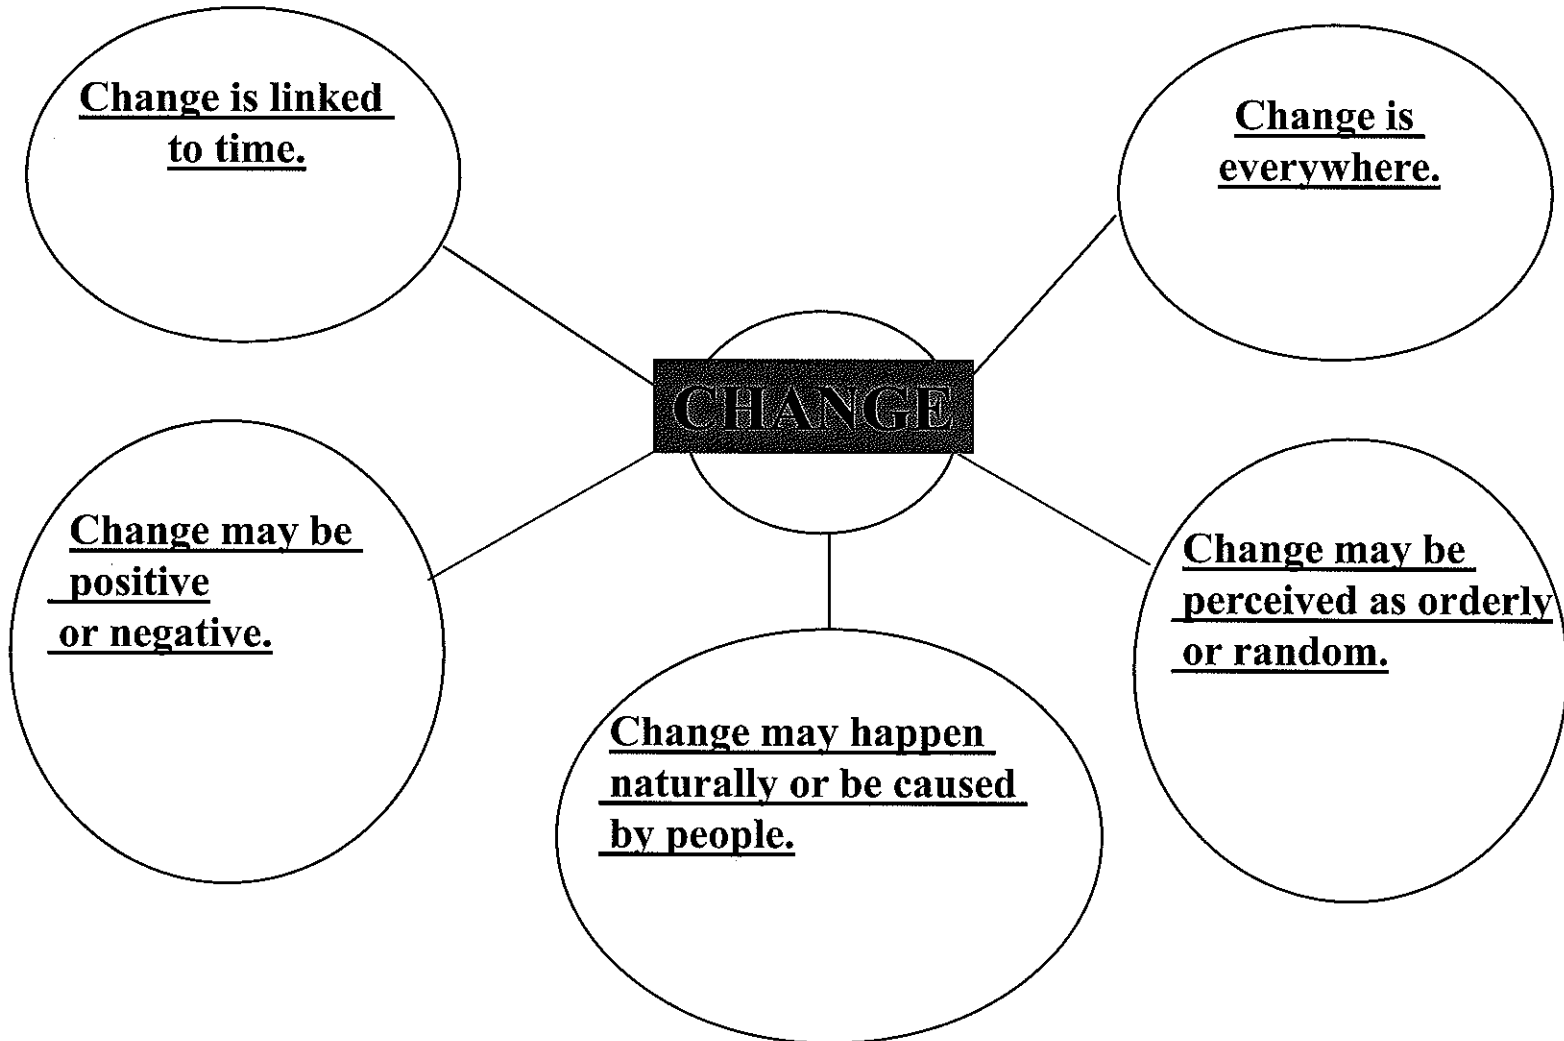 Change is linked
to time.
Change is
everywhere.
CHANGE
Change may be
positive
or negative.
Change may be
perceived as orderly
or random.
Change may happen
naturally or be caused
by people.